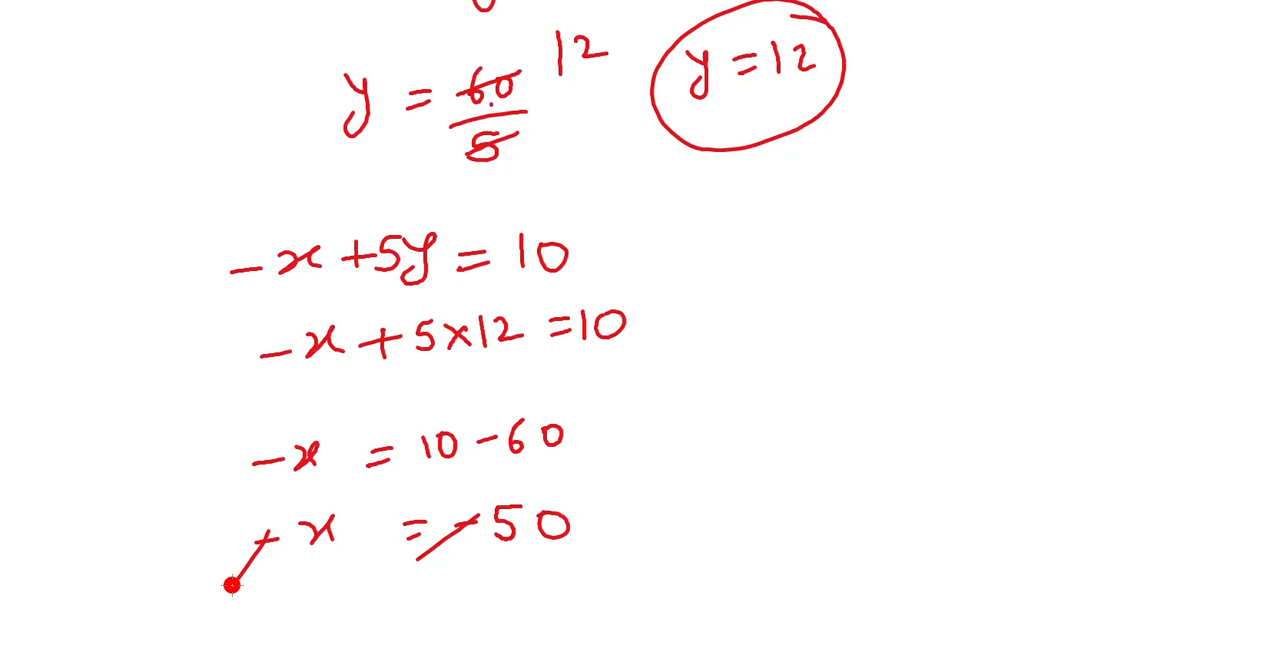 y = 60/5 12 y = 12
-x + 5y = 10
-x + 5×12 = 10
-x = 10 - 60
-x = -50